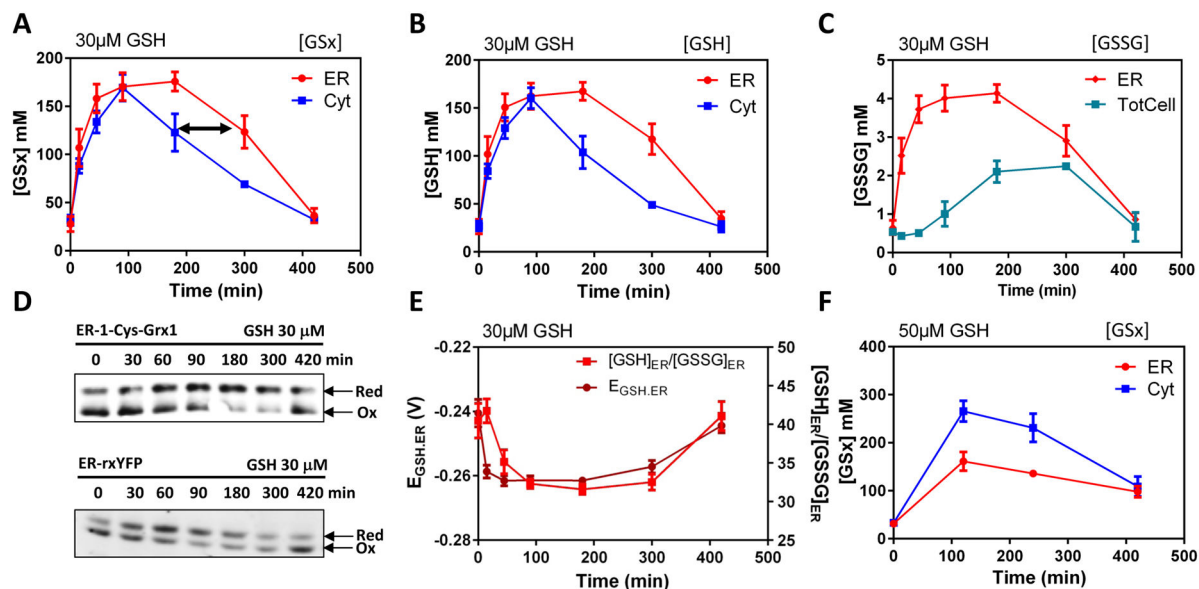 A
30µM GSH [GSx]
ER
Cyt
[GSx] mM
200
150
100
50
0
0 100 200 300 400 500
Time (min)
B
30µM GSH [GSH]
ER
Cyt
[GSH] mM
200
150
100
50
0
0 100 200 300 400 500
Time (min)
C
30µM GSH [GSSG]
ER
TotCell
[GSSG] mM
5
4
3
2
1
0
0 100 200 300 400 500
Time (min)
D
ER-1-Cys-Grx1 GSH 30 µM
0 30 60 90 180 300 420 min
Red
Ox
ER-rxYFP GSH 30 µM
0 30 60 90 180 300 420 min
Red
Ox
E
30µM GSH
[GSH]ER/[GSSG]ER
EGSH.ER
EGSH.ER (V)
-0.22
-0.24
-0.26
-0.28
[GSH]ER/[GSSG]ER
50
45
40
35
30
25
0 100 200 300 400 500
Time (min)
F
50µM GSH [GSx]
ER
Cyt
[GSx] mM
400
300
200
100
0
0 100 200 300 400 500
Time (min)